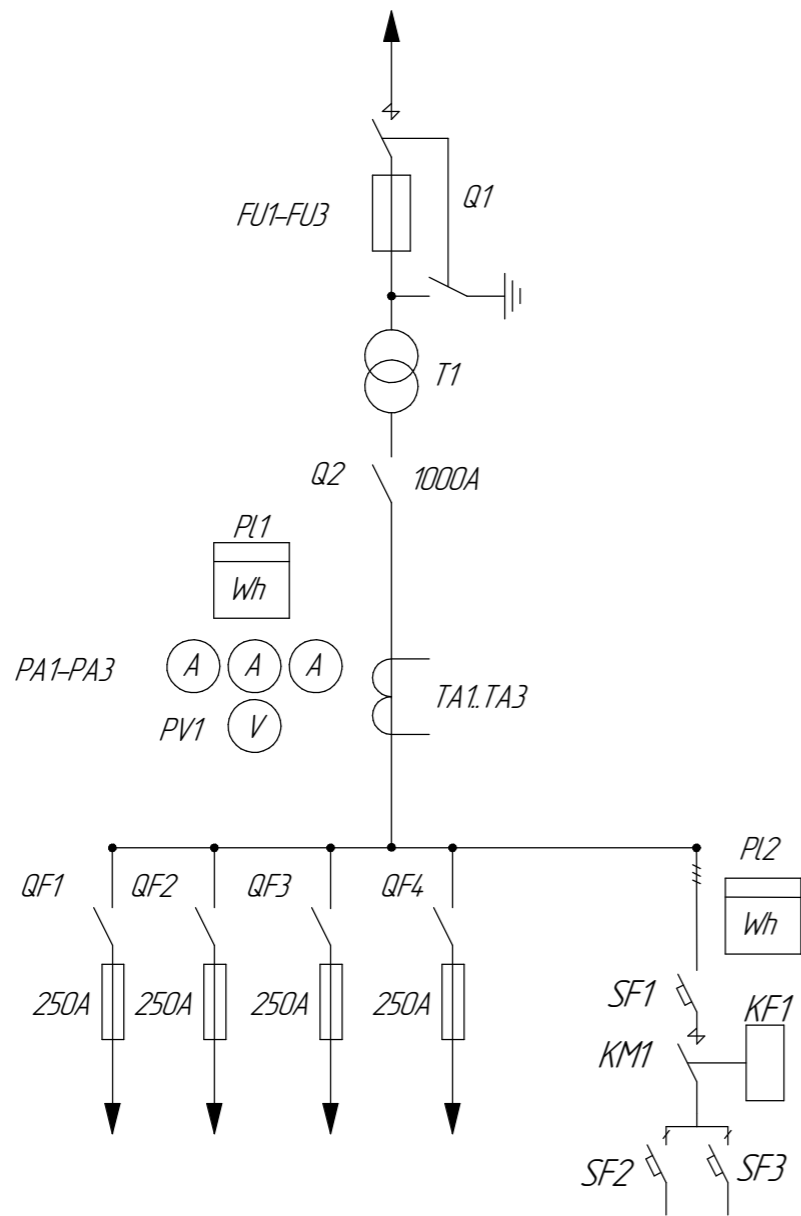 Q1
FU1-FU3
T1
Q2
1000A
PI1
Wh
PA1-PA3
A
A
A
TA1..TA3
PV1
V
PI2
QF1
QF2
QF3
QF4
Wh
250A
250A
250A
250A
SF1
KF1
KM1
SF2
SF3